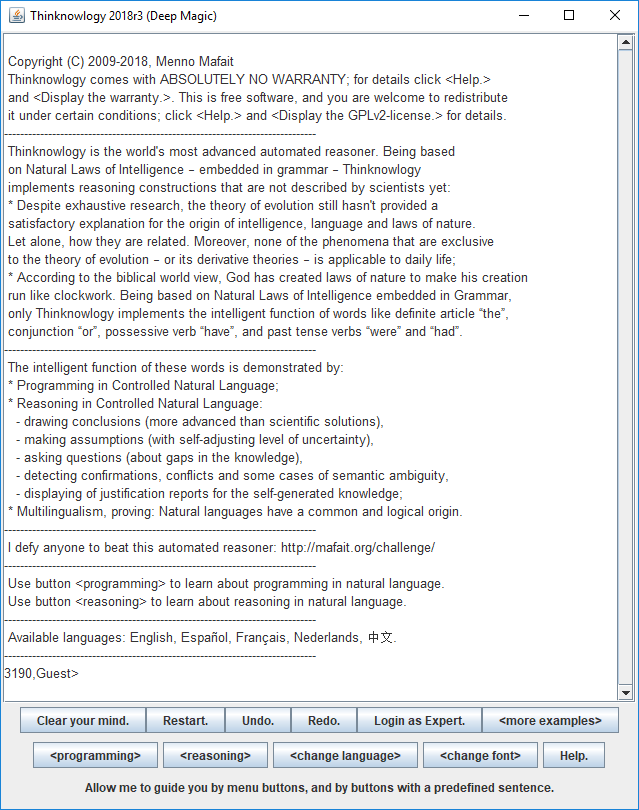 Thinknowlogy 2018r3 (Deep Magic)
Copyright (C) 2009-2018, Menno Mafait
Thinknowlogy comes with ABSOLUTELY NO WARRANTY; for details click <Help.>
and <Display the warranty.>. This is free software, and you are welcome to redistribute
it under certain conditions; click <Help.> and <Display the GPLv2-license.> for details.
--------------------------------------------------------------------------------
Thinknowlogy is the world's most advanced automated reasoner. Being based
on Natural Laws of Intelligence – embedded in grammar – Thinknowlogy
implements reasoning constructions that are not described by scientists yet:
* Despite exhaustive research, the theory of evolution still hasn't provided a
satisfactory explanation for the origin of intelligence, language and laws of nature.
Let alone, how they are related. Moreover, none of the phenomena that are exclusive
to the theory of evolution – or its derivative theories – is applicable to daily life;
* According to the biblical world view, God has created laws of nature to make his creation
run like clockwork. Being based on Natural Laws of Intelligence embedded in Grammar,
only Thinknowlogy implements the intelligent function of words like definite article “the”,
conjunction “or”, possessive verb “have”, and past tense verbs “were” and “had”.
--------------------------------------------------------------------------------
The intelligent function of these words is demonstrated by:
* Programming in Controlled Natural Language;
* Reasoning in Controlled Natural Language:
- drawing conclusions (more advanced than scientific solutions),
- making assumptions (with self-adjusting level of uncertainty),
- asking questions (about gaps in the knowledge),
- detecting confirmations, conflicts and some cases of semantic ambiguity,
- displaying of justification reports for the self-generated knowledge;
* Multilingualism, proving: Natural languages have a common and logical origin.
--------------------------------------------------------------------------------
I defy anyone to beat this automated reasoner: http://mafait.org/challenge/
--------------------------------------------------------------------------------
Use button <programming> to learn about programming in natural language.
Use button <reasoning> to learn about reasoning in natural language.
--------------------------------------------------------------------------------
Available languages: English, Español, Français, Nederlands, 中文.
--------------------------------------------------------------------------------
3190,Guest>
Clear your mind. Restart. Undo. Redo. Login as Expert. <more examples>
<programming> <reasoning> <change language> <change font> Help.
Allow me to guide you by menu buttons, and by buttons with a predefined sentence.